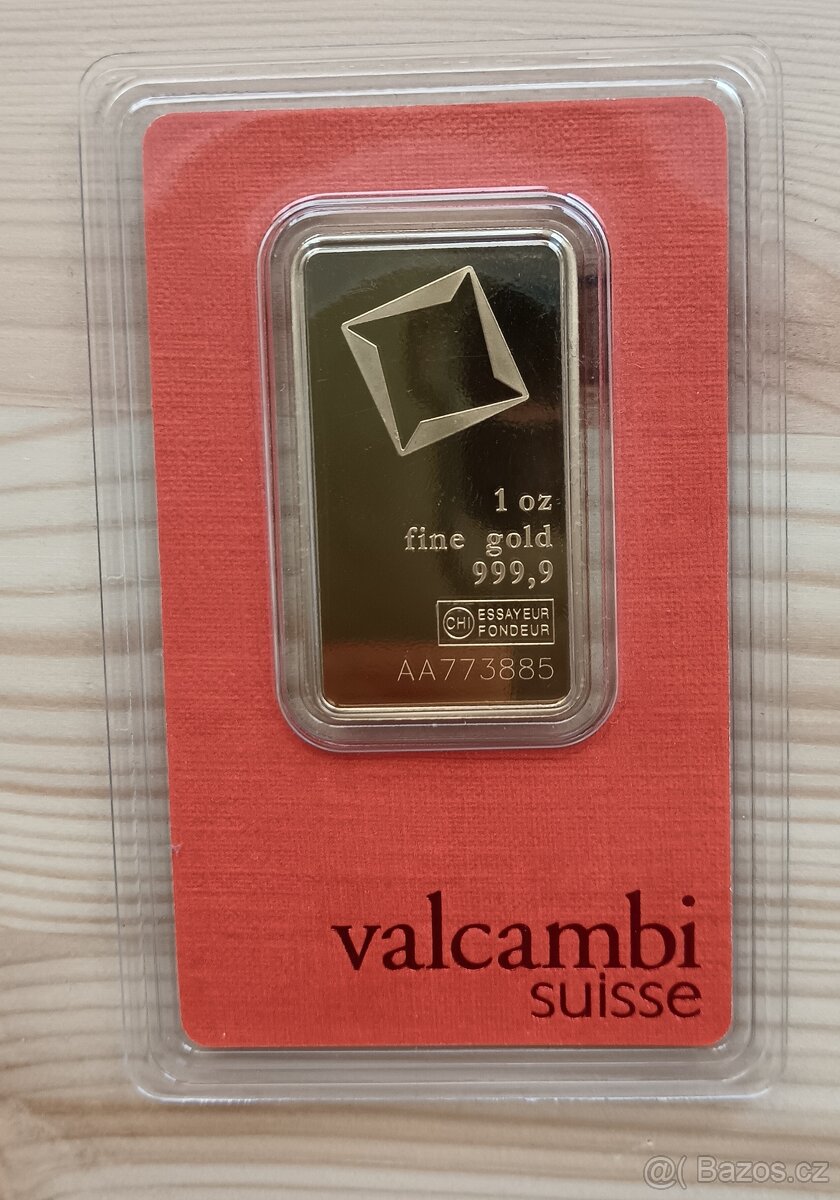 1 oz
fine gold
999,9
CHI ESSAYEUR
FONDEUR
AA773885
valcambi
suisse
@( Bazos.cz